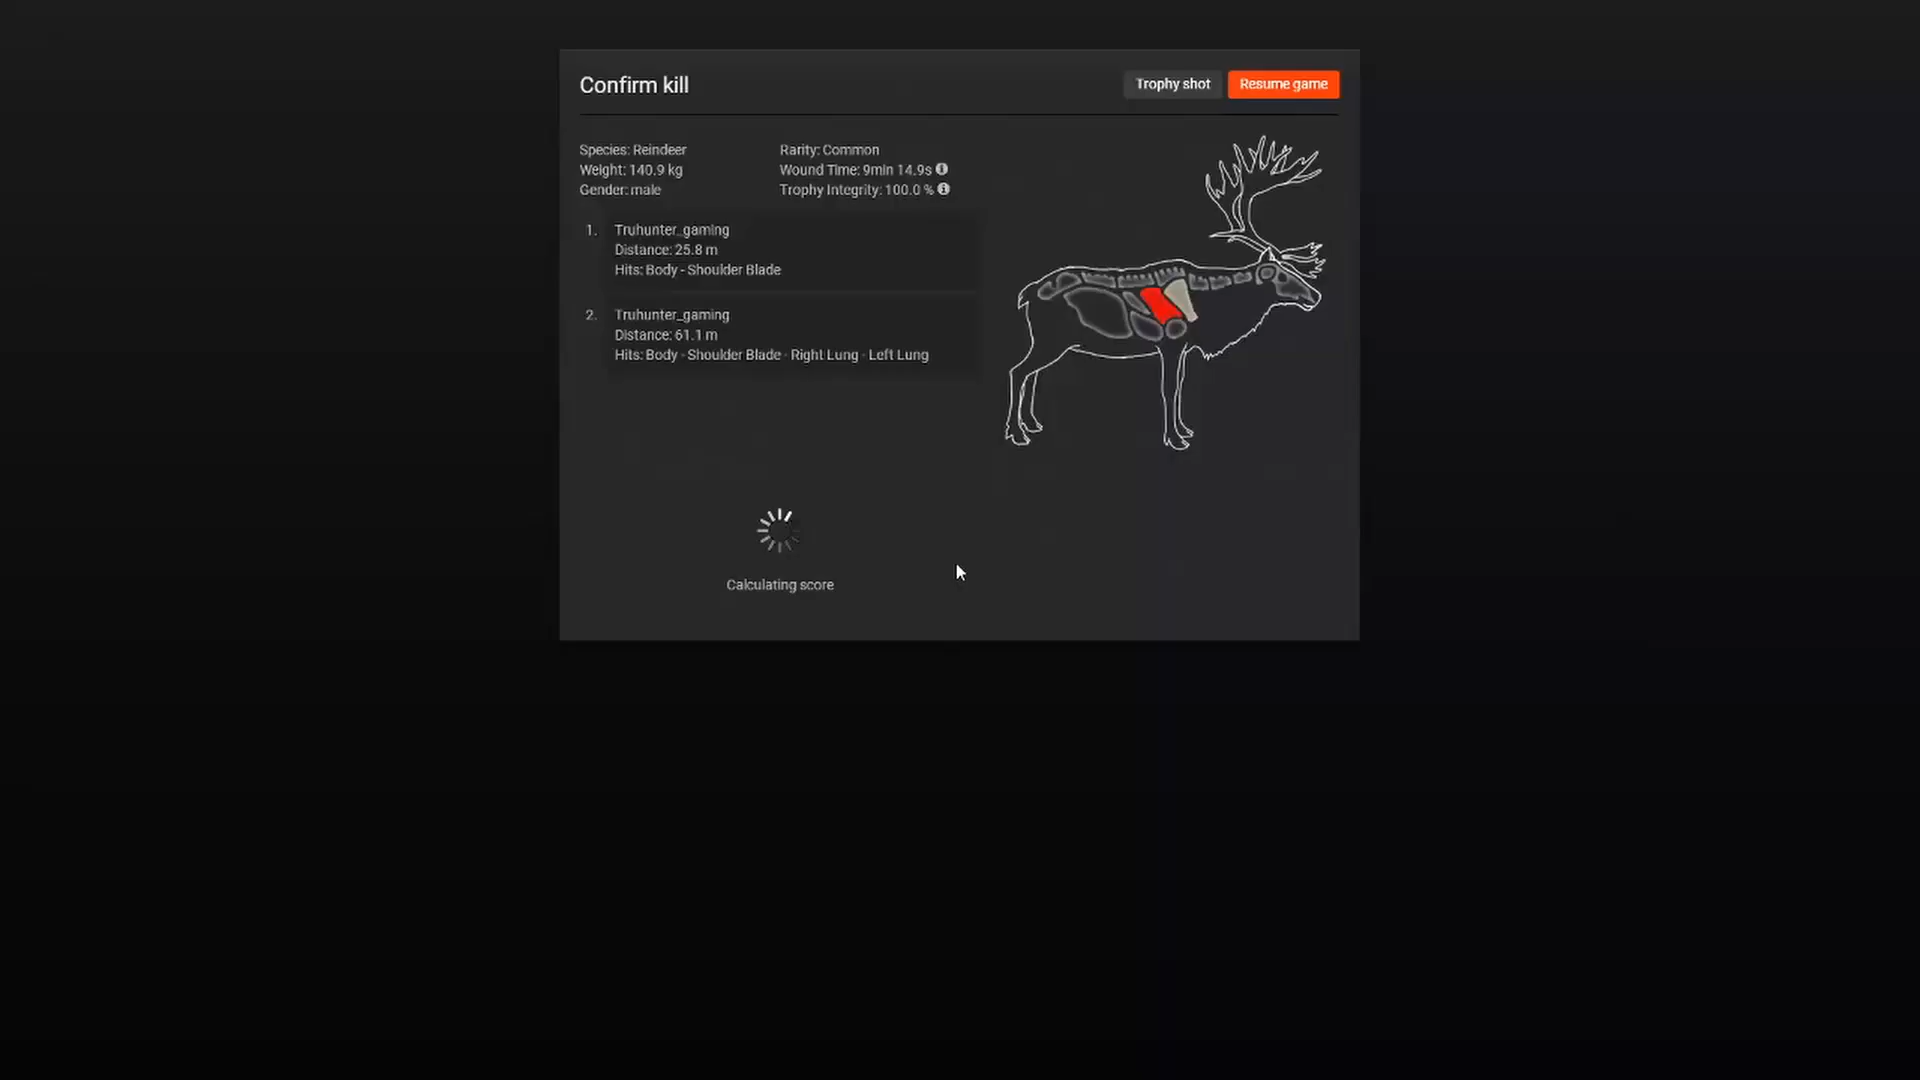 Confirm kill
Trophy shot
Resume game
Species: Reindeer
Weight: 140.9 kg
Gender: male
Rarity: Common
Wound Time: 9min 14.9s
Trophy Integrity: 100.0 %
1.
Truhunter_gaming
Distance: 25.8 m
Hits: Body - Shoulder Blade
2.
Truhunter_gaming
Distance: 61.1 m
Hits: Body - Shoulder Blade - Right Lung - Left Lung
Calculating score